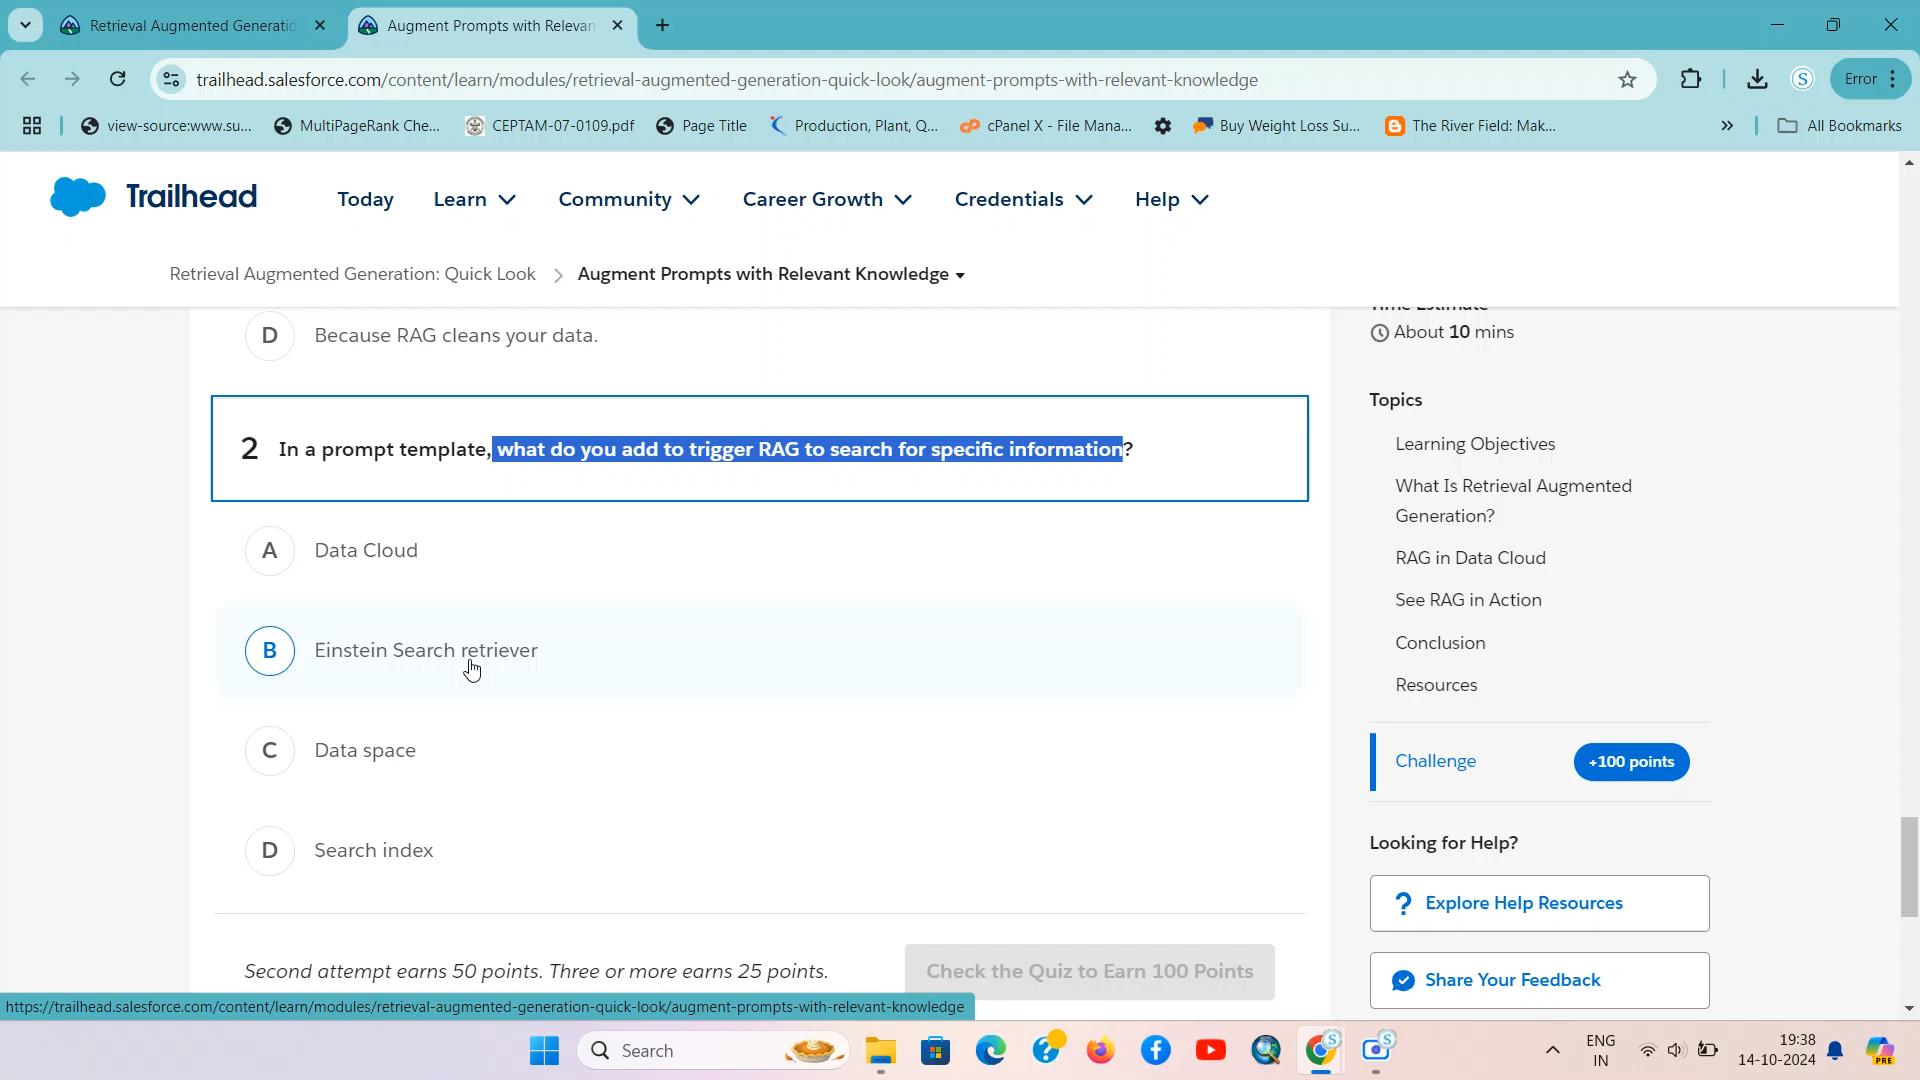 Retrieval Augmented Generatio
Augment Prompts with Relevan
trailhead.salesforce.com/content/learn/modules/retrieval-augmented-generation-quick-look/augment-prompts-with-relevant-knowledge
Error
view-source:www.su...
MultiPageRank Che...
CEPTAM-07-0109.pdf
Page Title
Production, Plant, Q...
cPanel X - File Mana...
Buy Weight Loss Su...
The River Field: Mak...
All Bookmarks
Trailhead
Today
Learn
Community
Career Growth
Credentials
Help
Retrieval Augmented Generation: Quick Look
Augment Prompts with Relevant Knowledge
D Because RAG cleans your data.
2 In a prompt template, what do you add to trigger RAG to search for specific information?
A Data Cloud
B Einstein Search retriever
C Data space
D Search index
Second attempt earns 50 points. Three or more earns 25 points.
Check the Quiz to Earn 100 Points
Time Estimate
About 10 mins
Topics
Learning Objectives
What Is Retrieval Augmented
Generation?
RAG in Data Cloud
See RAG in Action
Conclusion
Resources
Challenge
+100 points
Looking for Help?
Explore Help Resources
Share Your Feedback
https://trailhead.salesforce.com/content/learn/modules/retrieval-augmented-generation-quick-look/augment-prompts-with-relevant-knowledge
Search
ENG
IN
19:38
14-10-2024
PRE